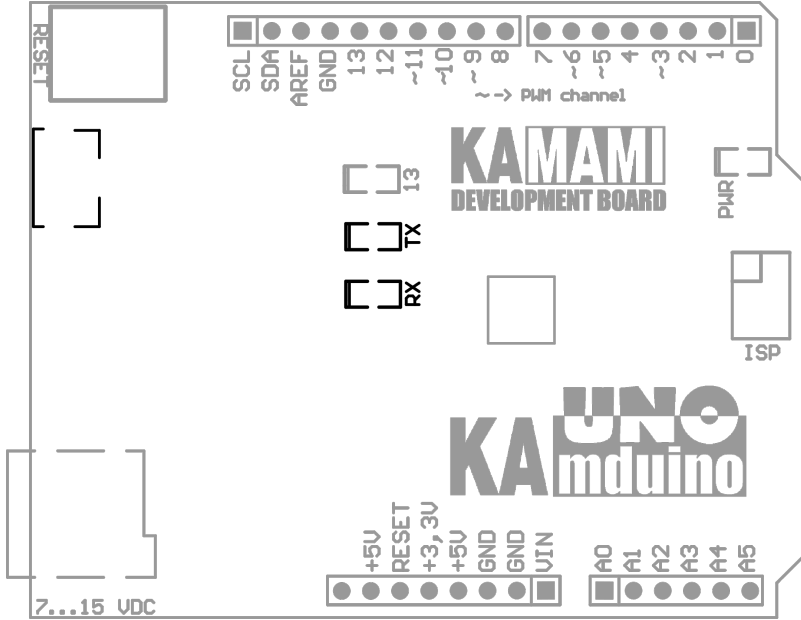 RESET
SCL
SDA
AREF
GND
13
12
~11
~10
~9
8
7
~6
~5
4
~3
2
1
0
~-> PWM channel
KAMAMI
DEVELOPMENT BOARD
13
TX
RX
PWR
ISP
UNO
KAmduino
+5V
RESET
+3,3V
+5V
GND
GND
VIN
A0
A1
A2
A3
A4
A5
7...15 VDC